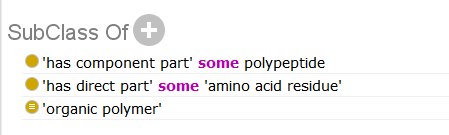 SubClass Of
'has component part' some polypeptide
'has direct part' some 'amino acid residue'
'organic polymer'